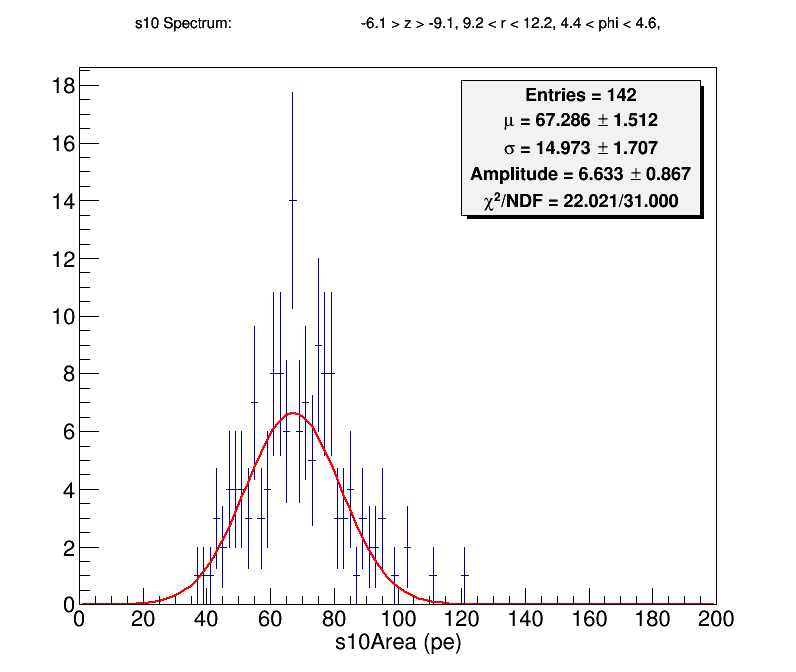 s10 Spectrum: -6.1 > z > -9.1, 9.2 < r < 12.2, 4.4 < phi < 4.6,
Entries = 142
μ = 67.286 ± 1.512
σ = 14.973 ± 1.707
Amplitude = 6.633 ± 0.867
χ²/NDF = 22.021/31.000
18
16
14
12
10
8
6
4
2
0
0 20 40 60 80 100 120 140 160 180 200
s10Area (pe)